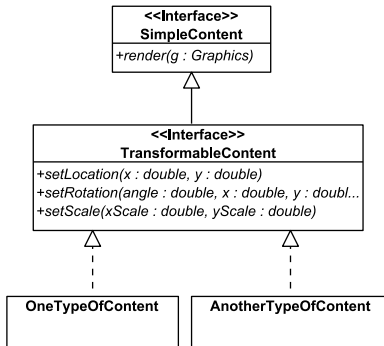 <<Interface>>
SimpleContent
+render(g : Graphics)
<<Interface>>
TransformableContent
+setLocation(x : double, y : double)
+setRotation(angle : double, x : double, y : doubl...
+setScale(xScale : double, yScale : double)
OneTypeOfContent
AnotherTypeOfContent